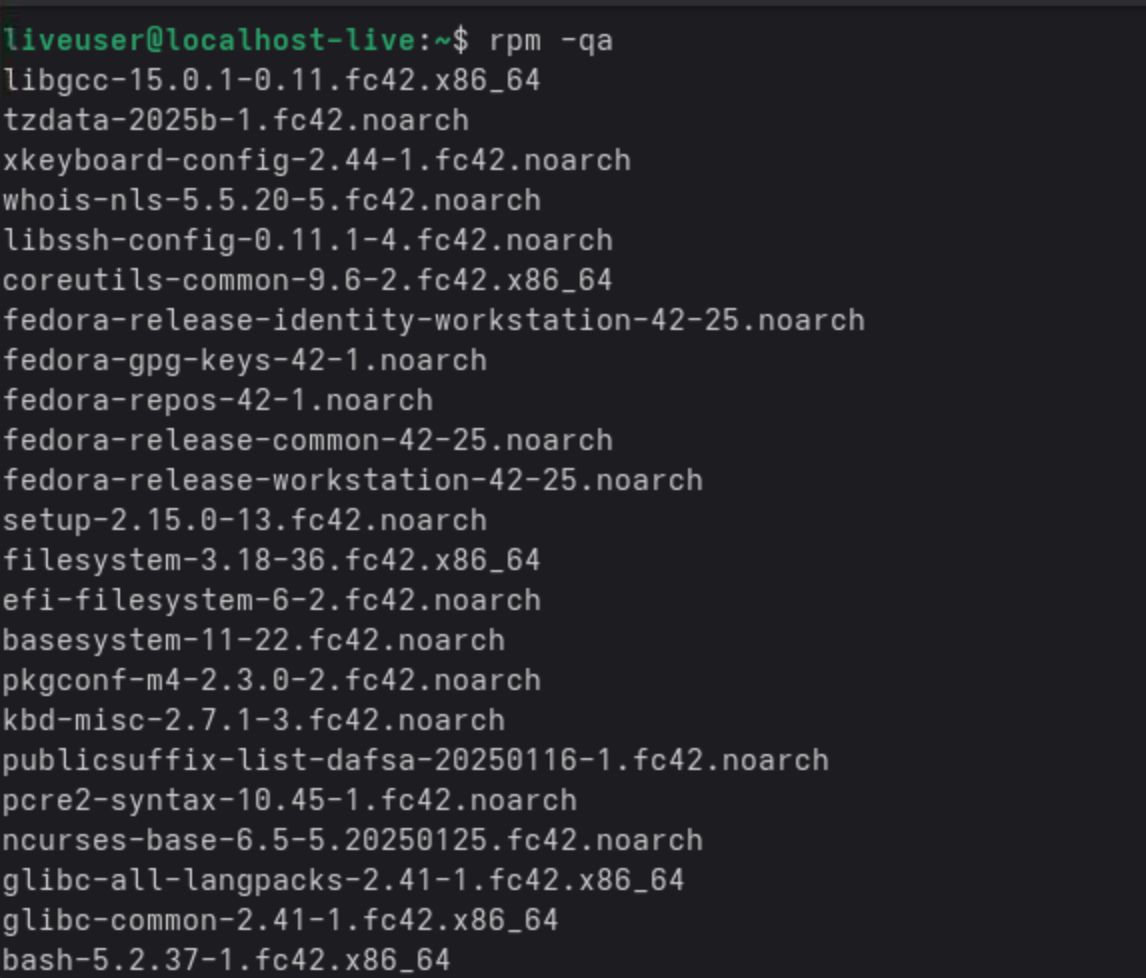 liveuser@localhost-live:~$ rpm -qa
libgcc-15.0.1-0.11.fc42.x86_64
tzdata-2025b-1.fc42.noarch
xkeyboard-config-2.44-1.fc42.noarch
whois-nls-5.5.20-5.fc42.noarch
libssh-config-0.11.1-4.fc42.noarch
coreutils-common-9.6-2.fc42.x86_64
fedora-release-identity-workstation-42-25.noarch
fedora-gpg-keys-42-1.noarch
fedora-repos-42-1.noarch
fedora-release-common-42-25.noarch
fedora-release-workstation-42-25.noarch
setup-2.15.0-13.fc42.noarch
filesystem-3.18-36.fc42.x86_64
efi-filesystem-6-2.fc42.noarch
basesystem-11-22.fc42.noarch
pkgconf-m4-2.3.0-2.fc42.noarch
kbd-misc-2.7.1-3.fc42.noarch
publicsuffix-list-dafsa-20250116-1.fc42.noarch
pcre2-syntax-10.45-1.fc42.noarch
ncurses-base-6.5-5.20250125.fc42.noarch
glibc-all-langpacks-2.41-1.fc42.x86_64
glibc-common-2.41-1.fc42.x86_64
bash-5.2.37-1.fc42.x86_64